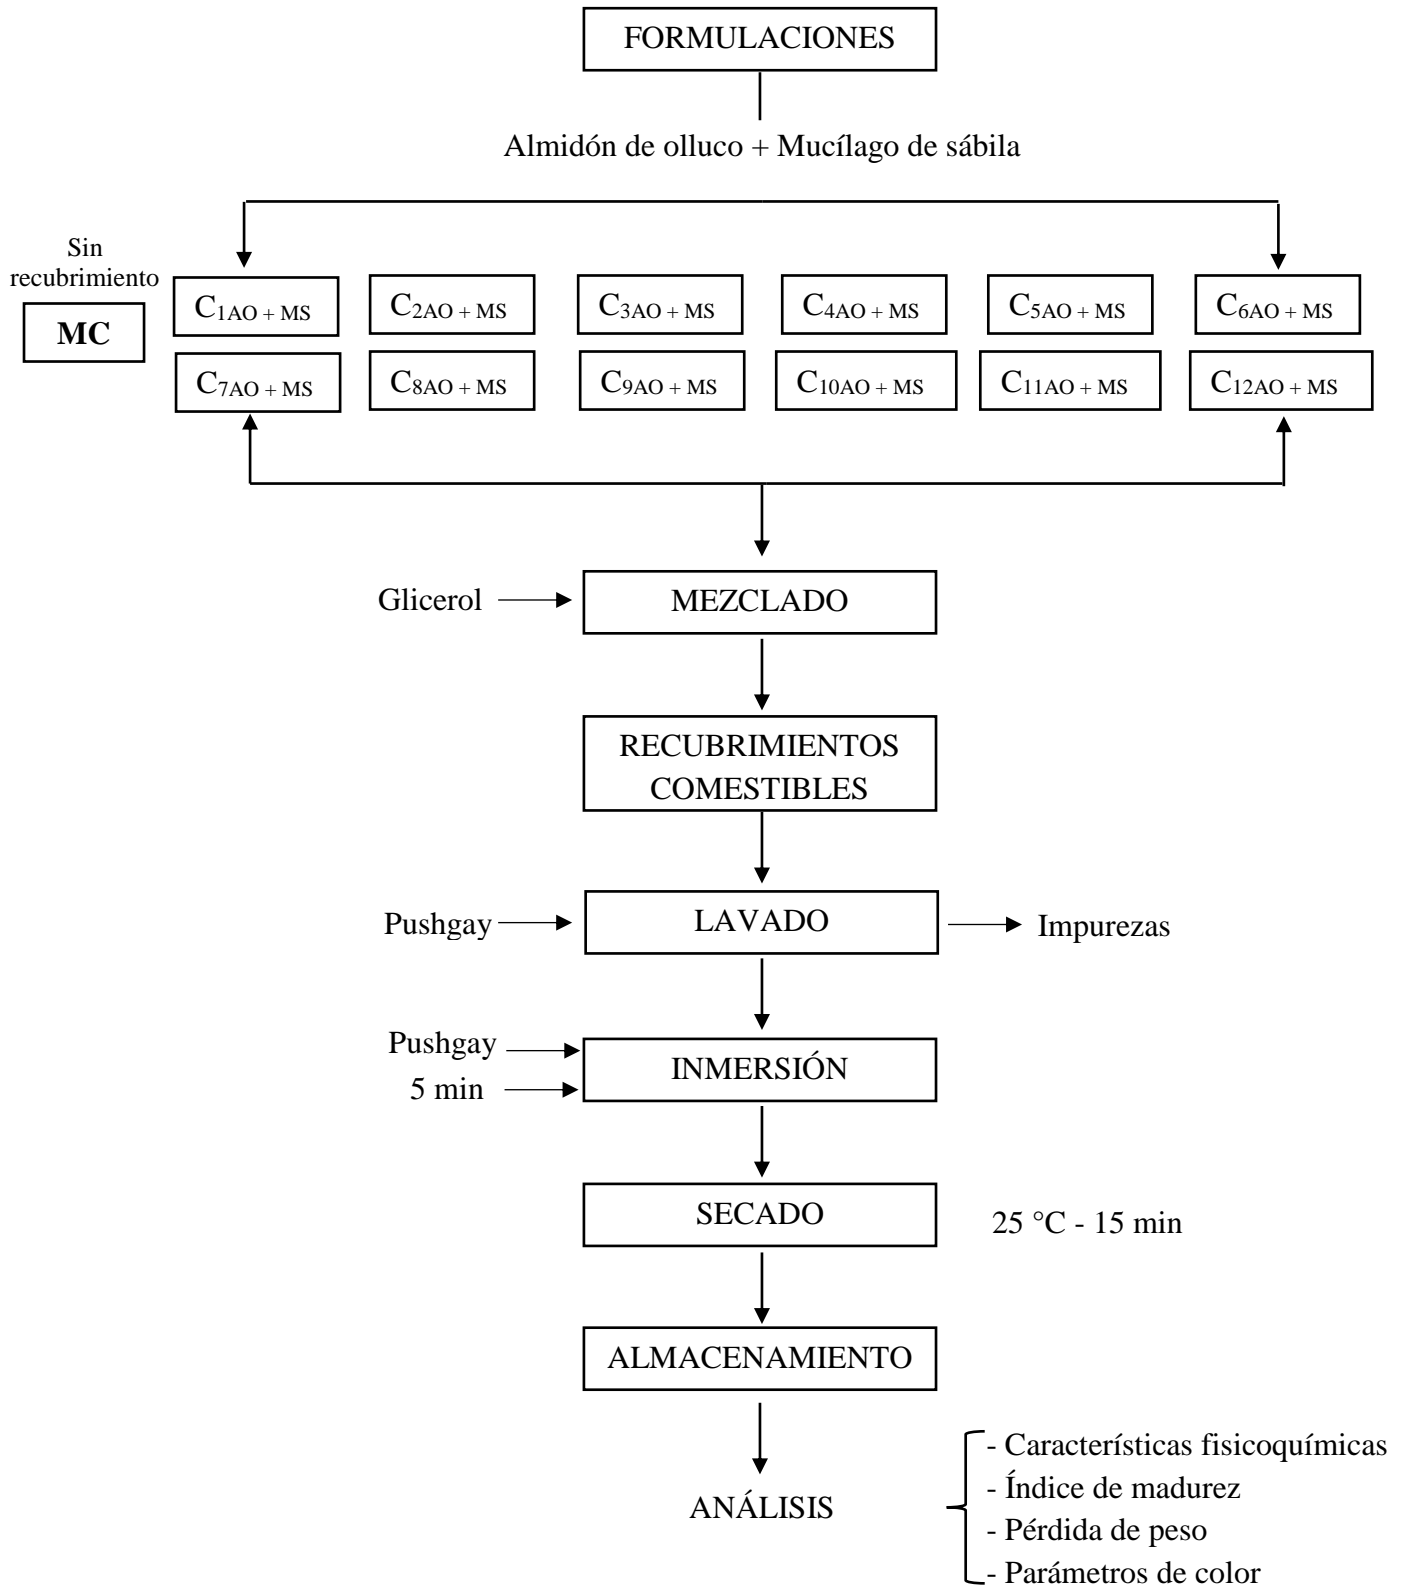 FORMULACIONES
Almidón de olluco + Mucílago de sábila
Sin
recubrimiento
MC
C1AO + MS
C2AO + MS
C3AO + MS
C4AO + MS
C5AO + MS
C6AO + MS
C7AO + MS
C8AO + MS
C9AO + MS
C10AO + MS
C11AO + MS
C12AO + MS
Glicerol
MEZCLADO
RECUBRIMIENTOS
COMESTIBLES
Pushgay
LAVADO
Impurezas
Pushgay
5 min
INMERSIÓN
SECADO
25 °C - 15 min
ALMACENAMIENTO
ANÁLISIS
- Características fisicoquímicas
- Índice de madurez
- Pérdida de peso
- Parámetros de color